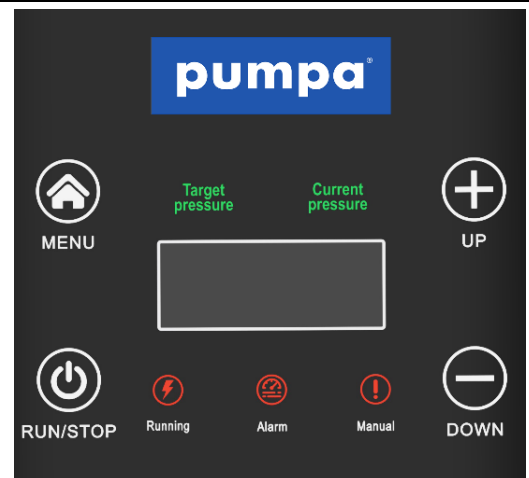 pumpa®
Target
pressure
Current
pressure
MENU
UP
RUN/STOP
Running
Alarm
Manual
DOWN